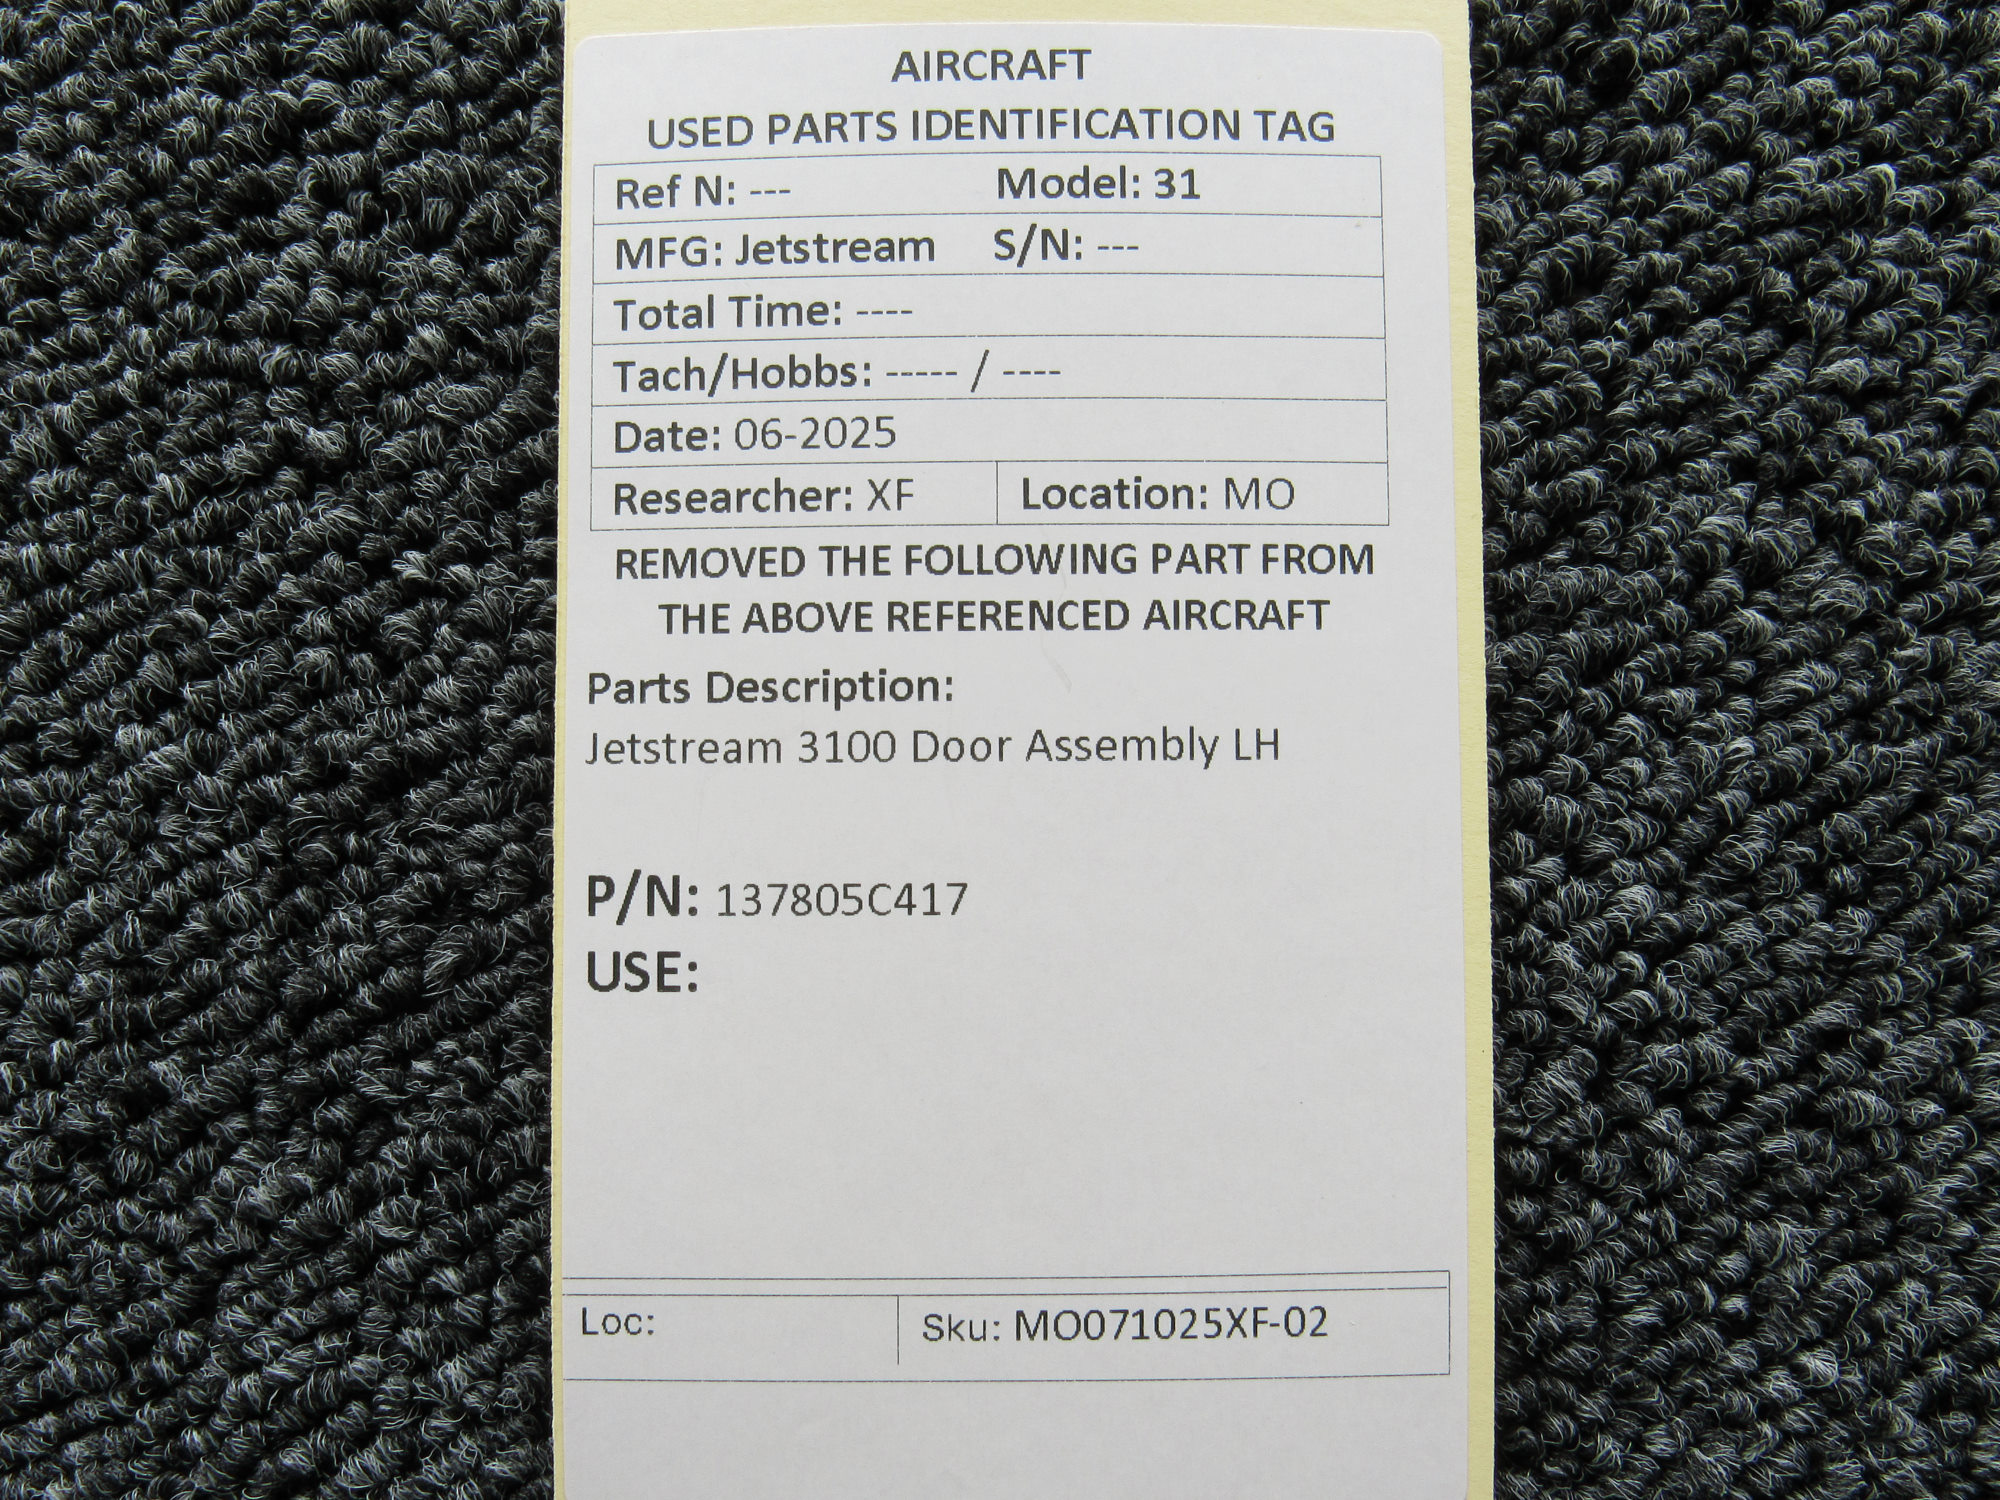 AIRCRAFT
USED PARTS IDENTIFICATION TAG
Ref N: --- Model: 31
MFG: Jetstream S/N: ---
Total Time: ----
Tach/Hobbs: ----- / ----
Date: 06-2025
Researcher: XF Location: MO
REMOVED THE FOLLOWING PART FROM
THE ABOVE REFERENCED AIRCRAFT
Parts Description:
Jetstream 3100 Door Assembly LH
P/N: 137805C417
USE:
Loc: Sku: MO071025XF-02